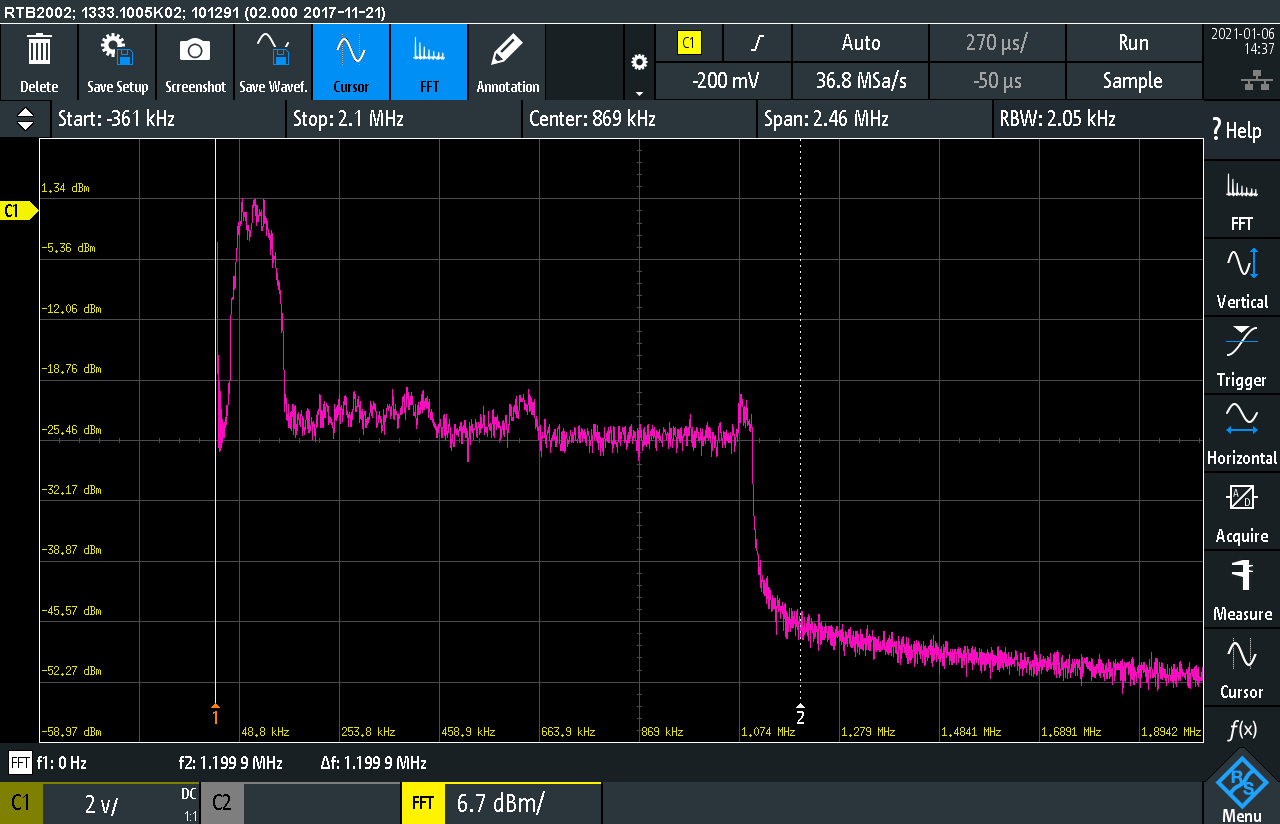 RTB2002; 1333.1005K02; 101291 (02.000 2017-11-21)
Delete
Save Setup
Screenshot
Save Wavef.
Cursor
FFT
Annotation
C1 Auto 270 µs/ Run
-200 mV 36.8 MSa/s -50 µs Sample
2021-01-06
14:37
Start: -361 kHz Stop: 2.1 MHz Center: 869 kHz Span: 2.46 MHz RBW: 2.05 kHz
? Help
FFT
Vertical
Trigger
Horizontal
A/D
Acquire
Measure
Cursor
f(x)
R&S
Menu
C1
1.34 dBm
-5.36 dBm
-12.06 dBm
-18.76 dBm
-25.46 dBm
-32.17 dBm
-38.87 dBm
-45.57 dBm
-52.27 dBm
-58.97 dBm
1
2
48.8 kHz 253.8 kHz 458.9 kHz 663.9 kHz 869 kHz 1.074 MHz 1.279 MHz 1.4841 MHz 1.6891 MHz 1.8942 MHz
FFT f1: 0 Hz f2: 1.199 9 MHz Δf: 1.199 9 MHz
C1 2 V/ DC 1:1 C2 FFT 6.7 dBm/